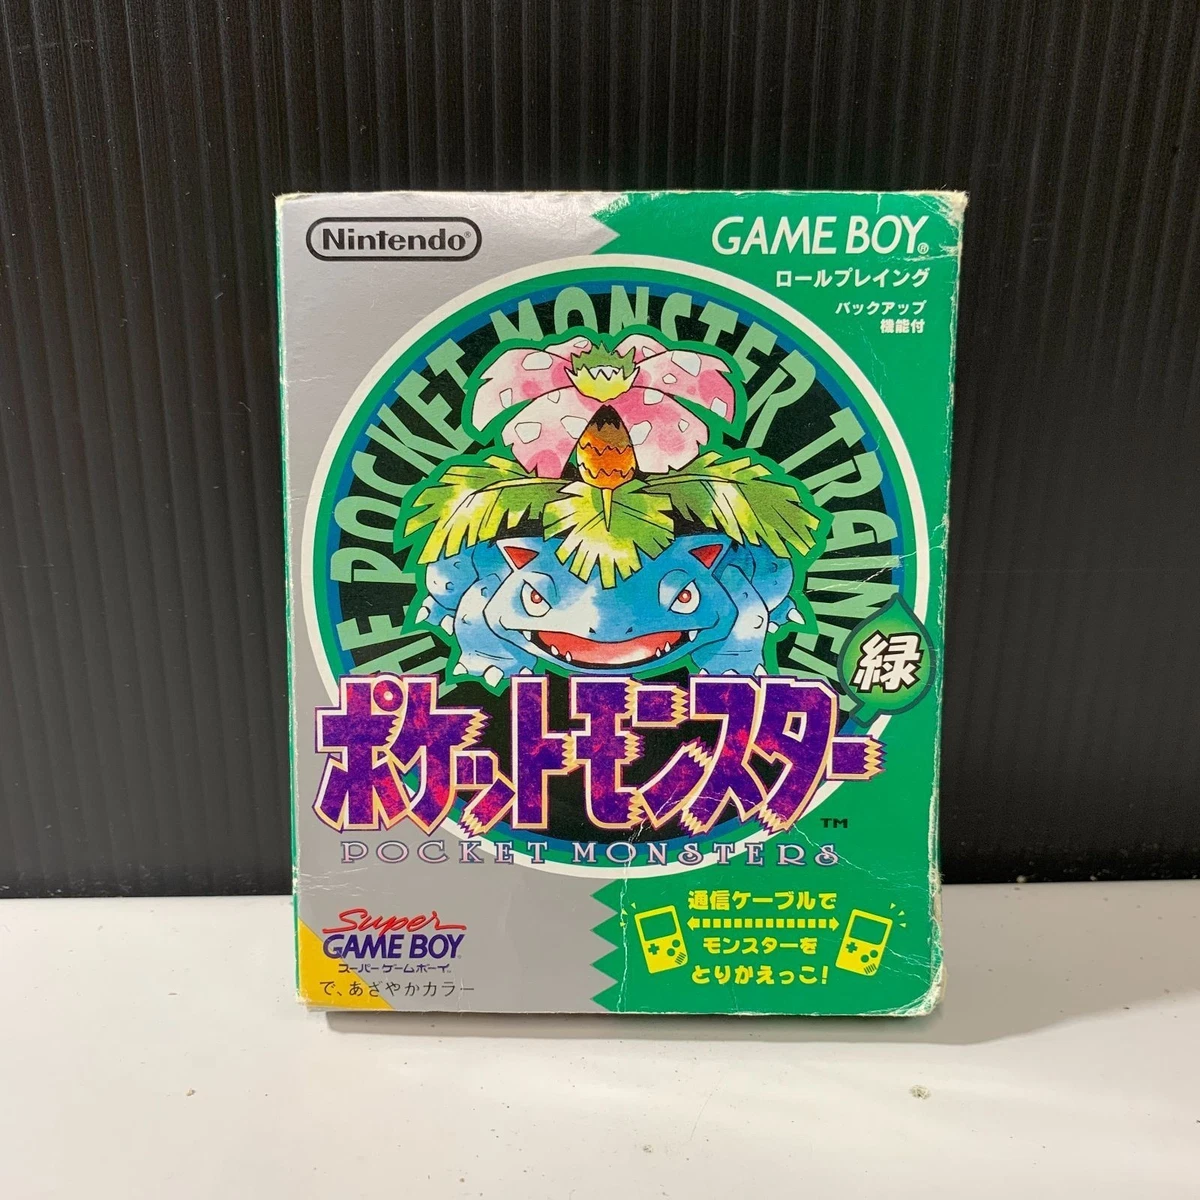 Nintendo®
GAME BOY®
ロールプレイング
バックアップ
機能付
THE POCKET MONSTER TRAINER
緑
ポケットモンスター
TM
POCKET MONSTERS
通信ケーブルで
モンスターを
とりかえっこ!
Super
GAME BOY
スーパーゲームボーイ
で、あざやかカラー